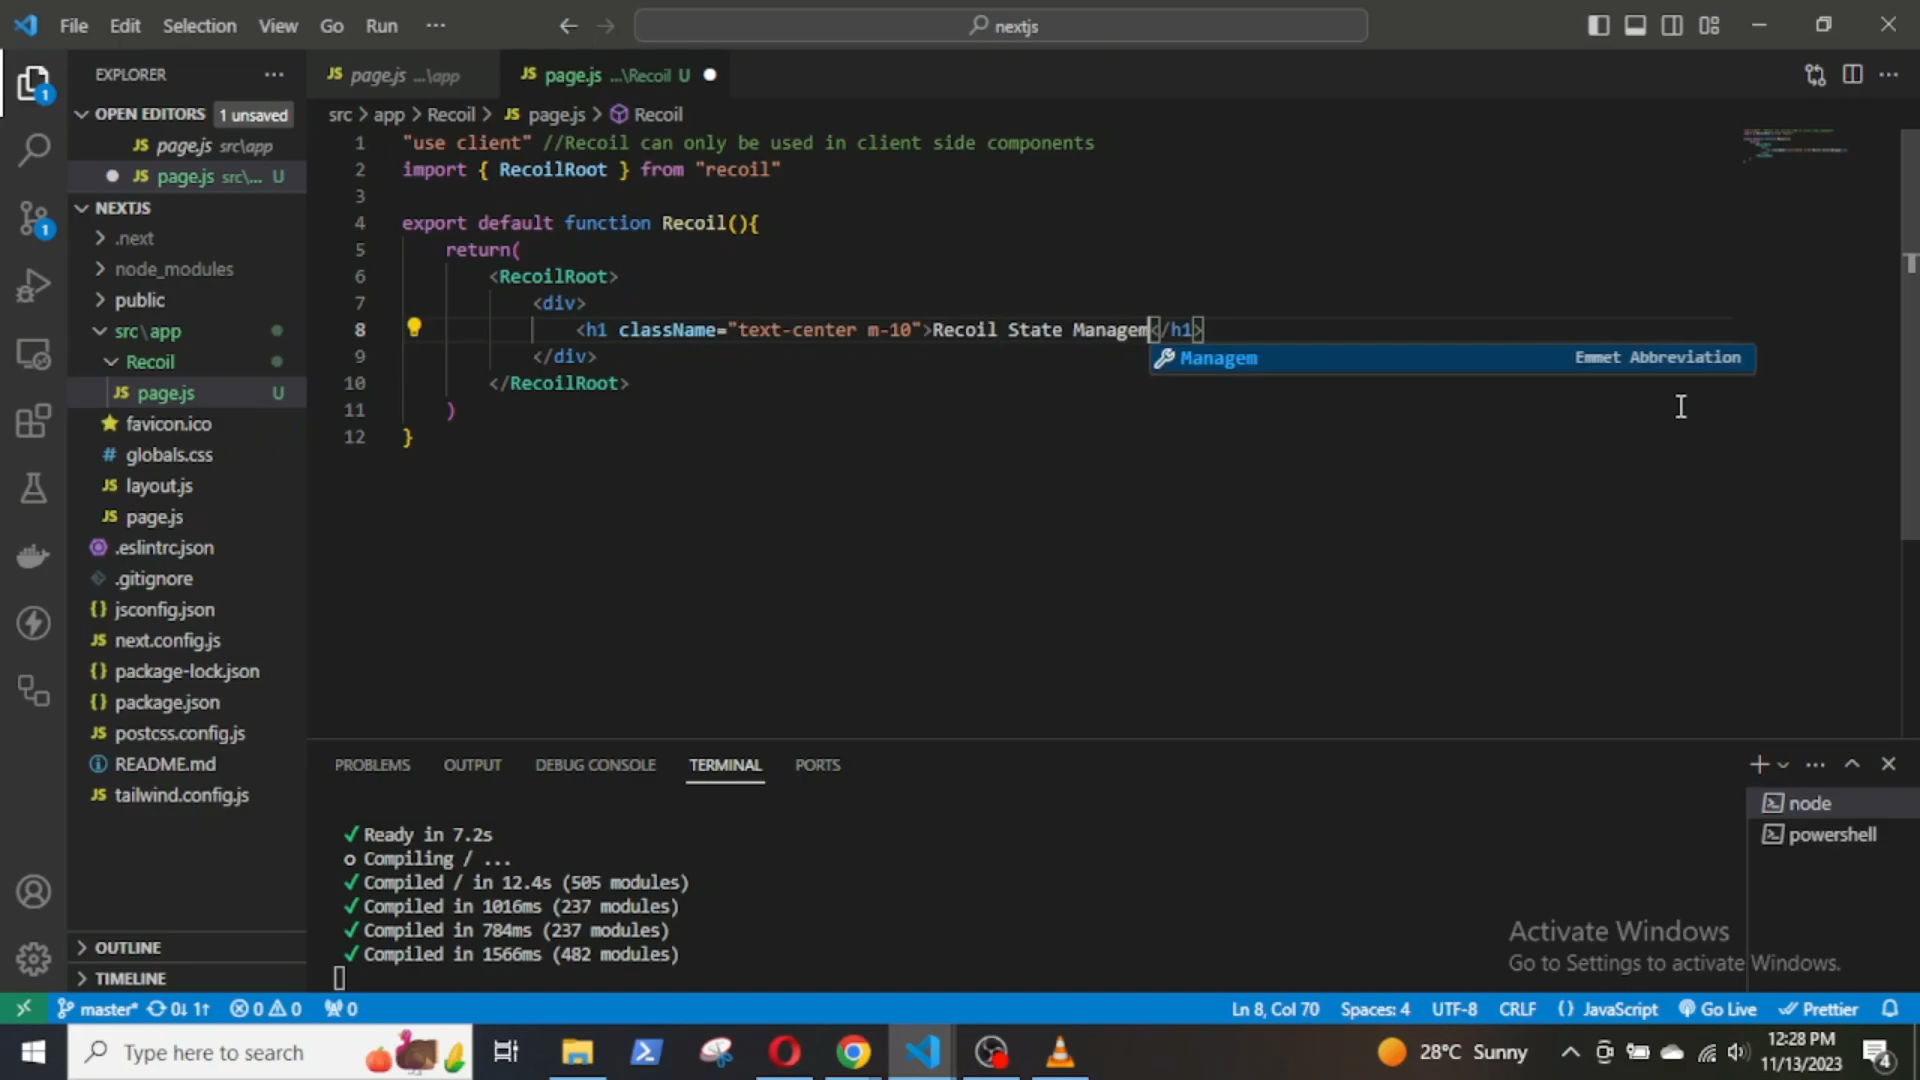 File Edit Selection View Go Run ··· nextjs
EXPLORER ···
OPEN EDITORS 1 unsaved
JS page.js src\app
JS page.js src\... U
NEXTJS
.next
node_modules
public
src\app
Recoil
JS page.js U
favicon.ico
# globals.css
JS layout.js
JS page.js
.eslintrc.json
.gitignore
{} jsconfig.json
JS next.config.js
{} package-lock.json
{} package.json
JS postcss.config.js
README.md
JS tailwind.config.js
OUTLINE
TIMELINE
1
1
JS page.js ...\app JS page.js ...\Recoil U
src > app > Recoil > JS page.js > Recoil
1 "use client" //Recoil can only be used in client side components
2 import { RecoilRoot } from "recoil"
3
4 export default function Recoil(){
5 return(
6 <RecoilRoot>
7 <div>
8 <h1 className="text-center m-10">Recoil State Managem</h1>
Managem Emmet Abbreviation
9 </div>
10 </RecoilRoot>
11 )
12 }
PROBLEMS OUTPUT DEBUG CONSOLE TERMINAL PORTS
✓ Ready in 7.2s
○ Compiling / ...
✓ Compiled / in 12.4s (505 modules)
✓ Compiled in 1016ms (237 modules)
✓ Compiled in 784ms (237 modules)
✓ Compiled in 1566ms (482 modules)
node
powershell
Activate Windows
Go to Settings to activate Windows.
master* 0↓ 1↑ 0 0 0 Ln 8, Col 70 Spaces: 4 UTF-8 CRLF {} JavaScript Go Live Prettier
Type here to search 28°C Sunny 12:28 PM
11/13/2023
4